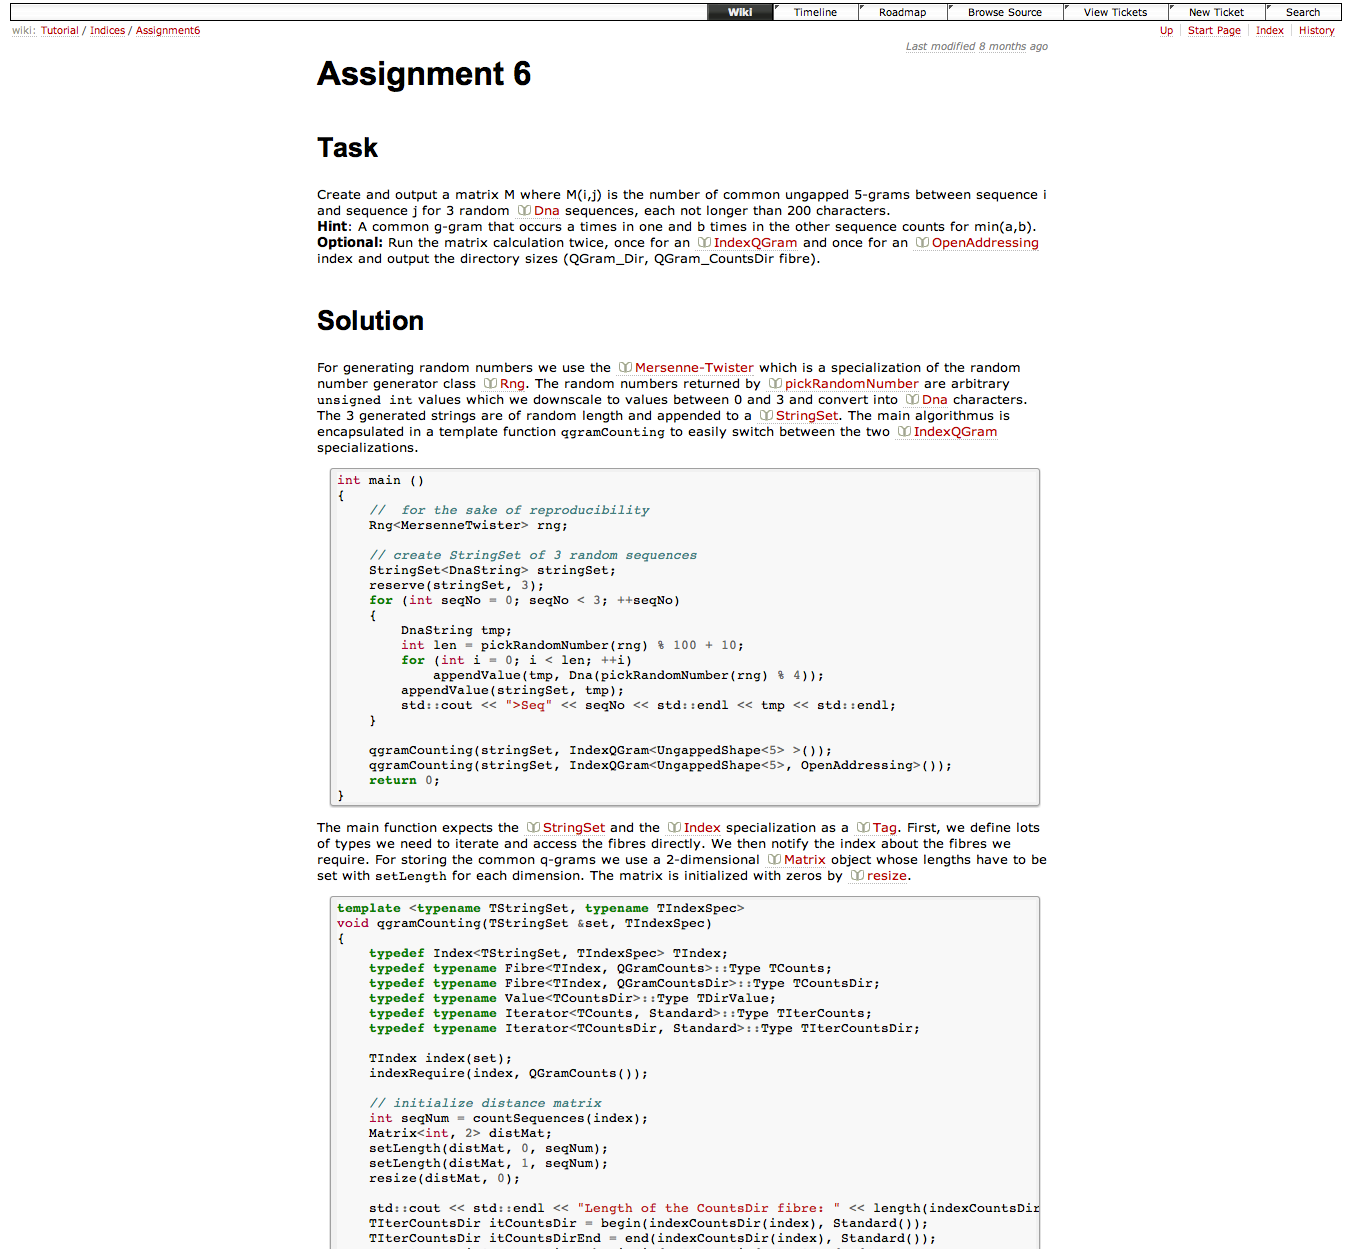 Wiki Timeline Roadmap Browse Source View Tickets New Ticket Search
wiki: Tutorial / Indices / Assignment6 Up Start Page Index History
Last modified 8 months ago
Assignment 6
Task
Create and output a matrix M where M(i,j) is the number of common ungapped 5-grams between sequence i
and sequence j for 3 random Dna sequences, each not longer than 200 characters.
Hint: A common g-gram that occurs a times in one and b times in the other sequence counts for min(a,b).
Optional: Run the matrix calculation twice, once for an IndexQGram and once for an OpenAddressing
index and output the directory sizes (QGram_Dir, QGram_CountsDir fibre).
Solution
For generating random numbers we use the Mersenne-Twister which is a specialization of the random
number generator class Rng. The random numbers returned by pickRandomNumber are arbitrary
unsigned int values which we downscale to values between 0 and 3 and convert into Dna characters.
The 3 generated strings are of random length and appended to a StringSet. The main algorithmus is
encapsulated in a template function qgramCounting to easily switch between the two IndexQGram
specializations.
int main ()
{
    //  for the sake of reproducibility
    Rng<MersenneTwister> rng;
    // create StringSet of 3 random sequences
    StringSet<DnaString> stringSet;
    reserve(stringSet, 3);
    for (int seqNo = 0; seqNo < 3; ++seqNo)
    {
        DnaString tmp;
        int len = pickRandomNumber(rng) % 100 + 10;
        for (int i = 0; i < len; ++i)
            appendValue(tmp, Dna(pickRandomNumber(rng) % 4));
        appendValue(stringSet, tmp);
        std::cout << ">Seq" << seqNo << std::endl << tmp << std::endl;
    }
    qgramCounting(stringSet, IndexQGram<UngappedShape<5> >());
    qgramCounting(stringSet, IndexQGram<UngappedShape<5>, OpenAddressing>());
    return 0;
}
The main function expects the StringSet and the Index specialization as a Tag. First, we define lots
of types we need to iterate and access the fibres directly. We then notify the index about the fibres we
require. For storing the common q-grams we use a 2-dimensional Matrix object whose lengths have to be
set with setLength for each dimension. The matrix is initialized with zeros by resize.
template <typename TStringSet, typename TIndexSpec>
void qgramCounting(TStringSet &set, TIndexSpec)
{
    typedef Index<TStringSet, TIndexSpec> TIndex;
    typedef typename Fibre<TIndex, QGramCounts>::Type TCounts;
    typedef typename Fibre<TIndex, QGramCountsDir>::Type TCountsDir;
    typedef typename Value<TCountsDir>::Type TDirValue;
    typedef typename Iterator<TCounts, Standard>::Type TIterCounts;
    typedef typename Iterator<TCountsDir, Standard>::Type TIterCountsDir;
    TIndex index(set);
    indexRequire(index, QGramCounts());
    // initialize distance matrix
    int seqNum = countSequences(index);
    Matrix<int, 2> distMat;
    setLength(distMat, 0, seqNum);
    setLength(distMat, 1, seqNum);
    resize(distMat, 0);
    std::cout << std::endl << "Length of the CountsDir fibre: " << length(indexCountsDir
    TIterCountsDir itCountsDir = begin(indexCountsDir(index), Standard());
    TIterCountsDir itCountsDirEnd = end(indexCountsDir(index), Standard());